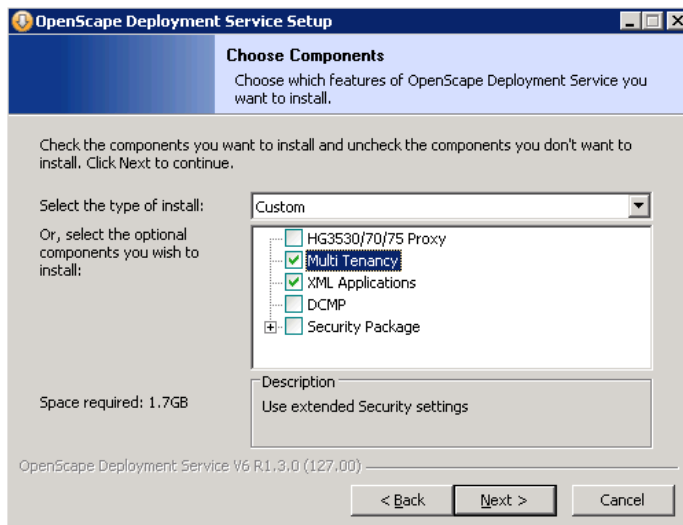 OpenScape Deployment Service Setup
Choose Components
Choose which features of OpenScape Deployment Service you
want to install.
Check the components you want to install and uncheck the components you don't want to
install. Click Next to continue.
Select the type of install:
Custom
Or, select the optional
components you wish to
install:
HG3530/70/75 Proxy
Multi Tenancy
XML Applications
DCMP
Security Package
Space required: 1.7GB
Description
Use extended Security settings
OpenScape Deployment Service V6 R1.3.0 (127.00)
< Back
Next >
Cancel